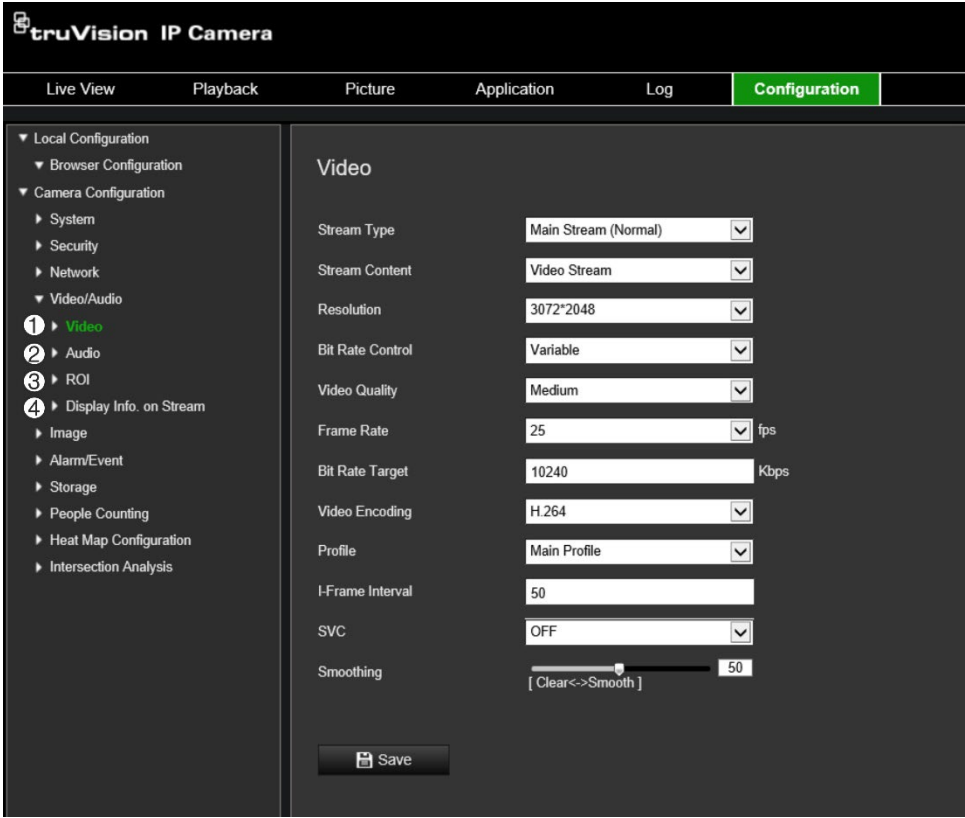 truVision IP Camera
Live View Playback Picture Application Log Configuration
Local Configuration
Browser Configuration
Camera Configuration
System
Security
Network
Video/Audio
1 Video
2 Audio
3 ROI
4 Display Info. on Stream
Image
Alarm/Event
Storage
People Counting
Heat Map Configuration
Intersection Analysis
Video
Stream Type Main Stream (Normal)
Stream Content Video Stream
Resolution 3072*2048
Bit Rate Control Variable
Video Quality Medium
Frame Rate 25 fps
Bit Rate Target 10240 Kbps
Video Encoding H.264
Profile Main Profile
I-Frame Interval 50
SVC OFF
Smoothing 50
[ Clear<->Smooth ]
Save